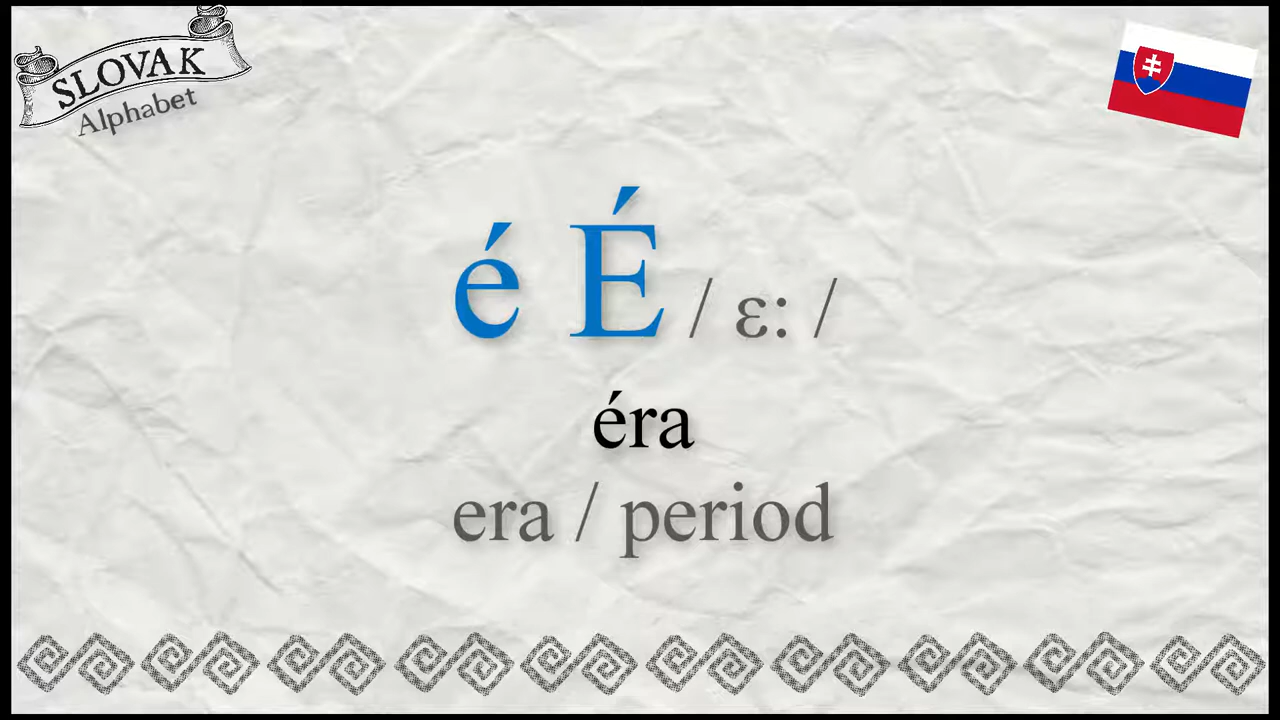 SLOVAK
Alphabet
é É / ɛ: /
éra
era / period